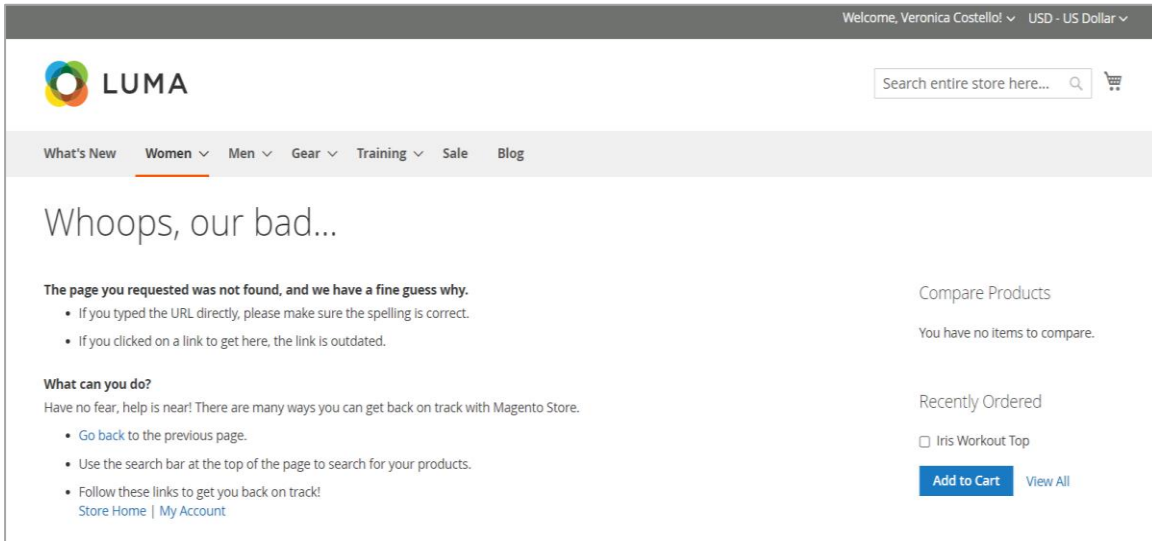 Welcome, Veronica Costello! USD - US Dollar
LUMA
Search entire store here...
What's New Women Men Gear Training Sale Blog
Whoops, our bad...
The page you requested was not found, and we have a fine guess why.
• If you typed the URL directly, please make sure the spelling is correct.
• If you clicked on a link to get here, the link is outdated.
What can you do?
Have no fear, help is near! There are many ways you can get back on track with Magento Store.
• Go back to the previous page.
• Use the search bar at the top of the page to search for your products.
• Follow these links to get you back on track!
Store Home | My Account
Compare Products
You have no items to compare.
Recently Ordered
Iris Workout Top
Add to Cart View All